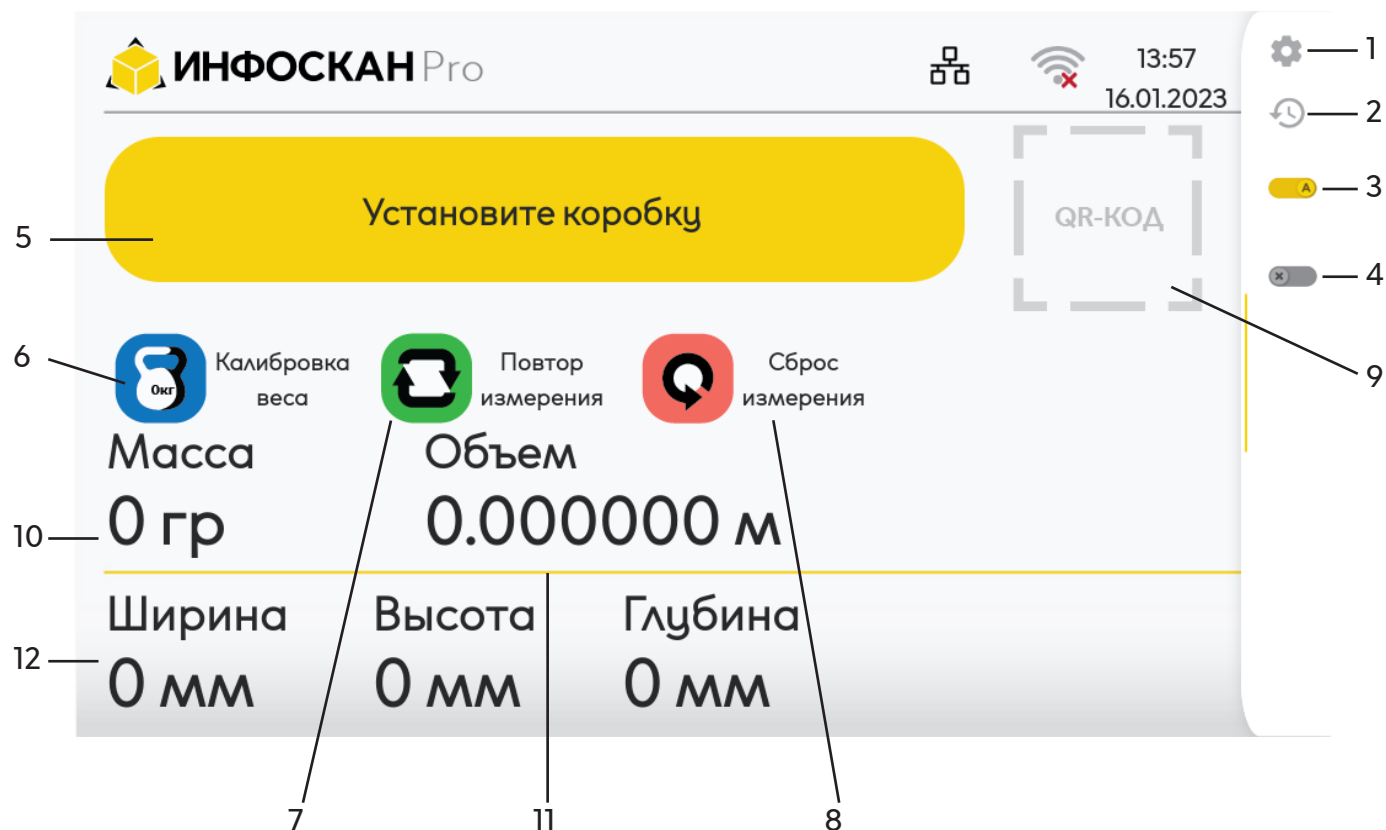 ИНФОСКАН Pro
13:57
16.01.2023
1
2
A
3
4
Установите коробку
QR-КОД
5
6
0кг
Калибровка
веса
Повтор
измерения
Сброс
измерения
9
Масса
Объем
10
0 гр
0.000000 м
Ширина
Высота
Глубина
12
0 мм
0 мм
0 мм
7
11
8